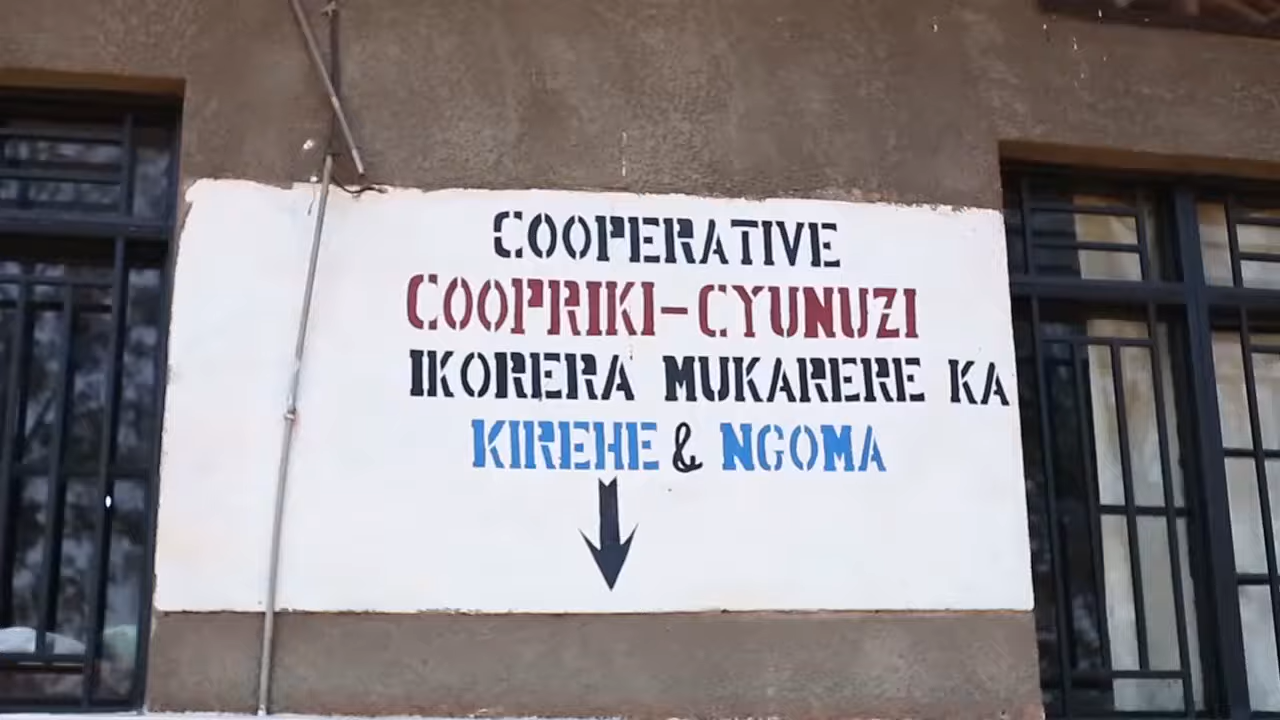 COOPERATIVE
COOPRIKI-CYUNUZI
IKORERA MUKARERE KA
KIREHE & NGOMA